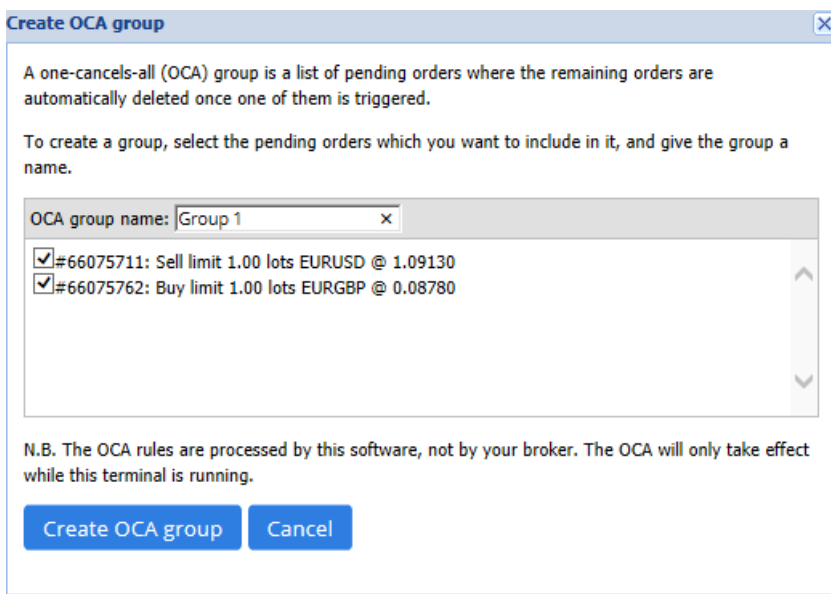 Create OCA group
A one-cancels-all (OCA) group is a list of pending orders where the remaining orders are
automatically deleted once one of them is triggered.
To create a group, select the pending orders which you want to include in it, and give the group a
name.
OCA group name: Group 1
#66075711: Sell limit 1.00 lots EURUSD @ 1.09130
#66075762: Buy limit 1.00 lots EURGBP @ 0.08780
N.B. The OCA rules are processed by this software, not by your broker. The OCA will only take effect
while this terminal is running.
Create OCA group Cancel